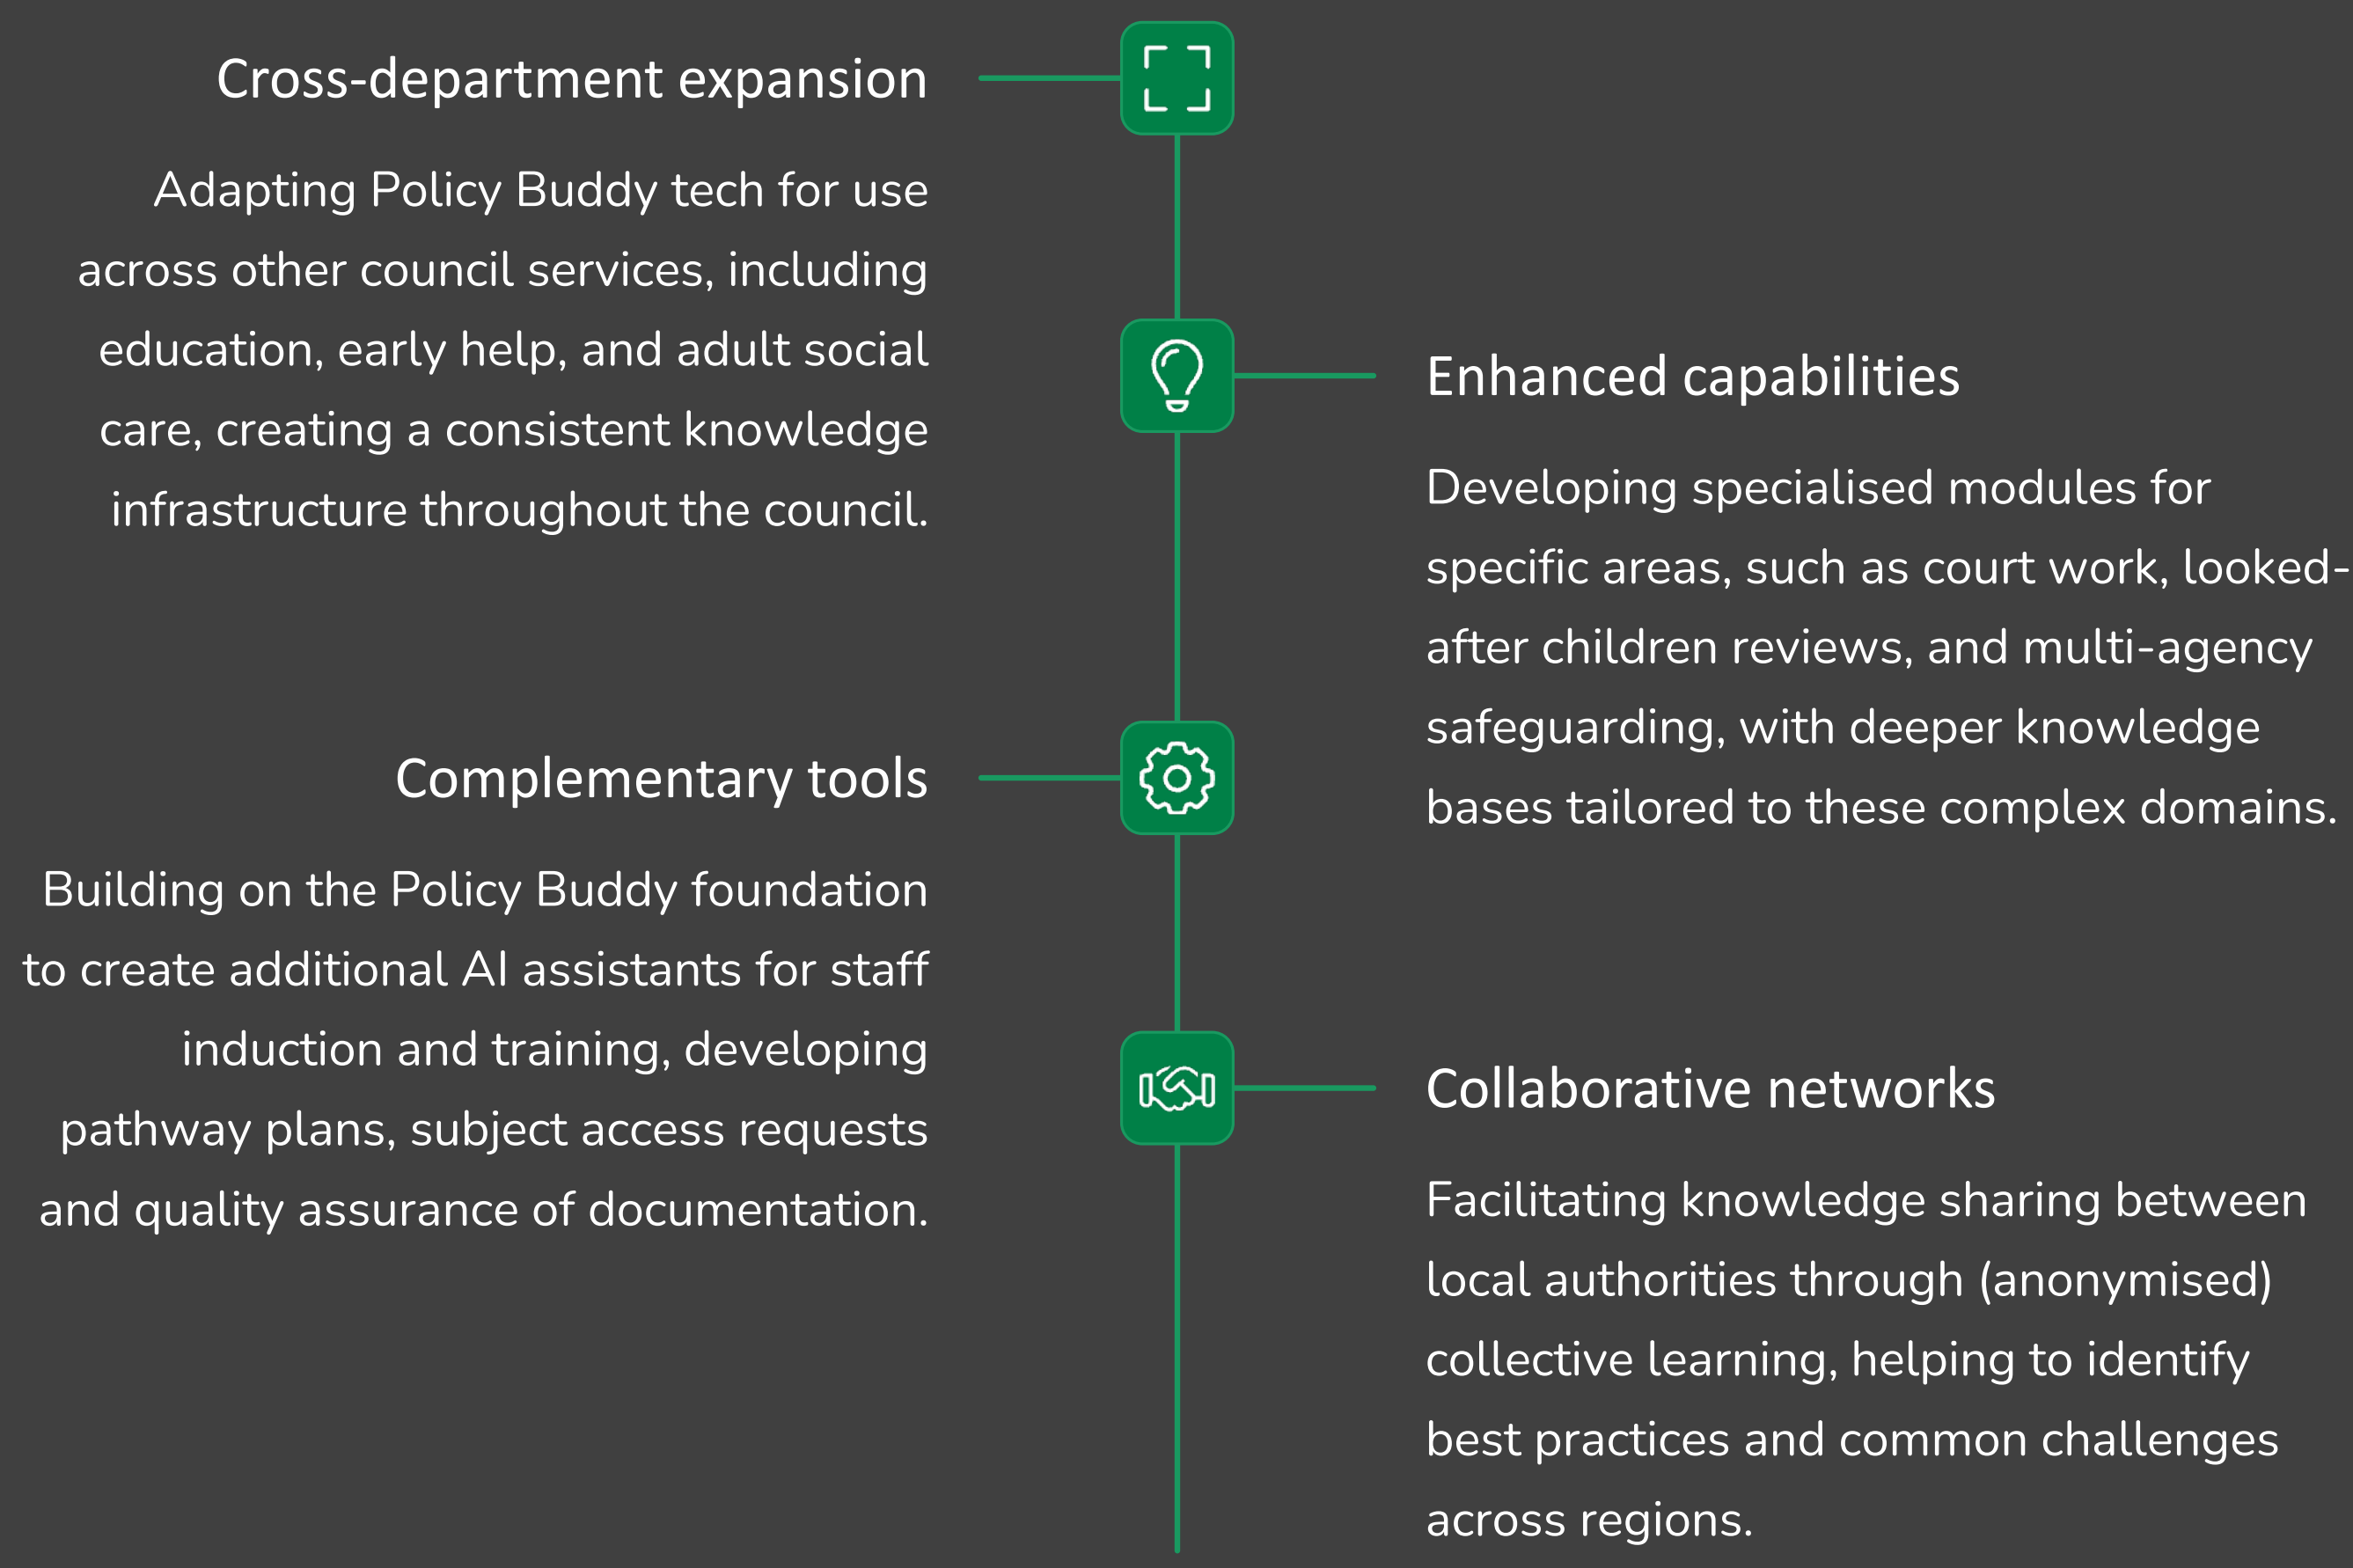 Cross-department expansion
Adapting Policy Buddy tech for use
across other council services, including
education, early help, and adult social
care, creating a consistent knowledge
infrastructure throughout the council.
Enhanced capabilities
Developing specialised modules for
specific areas, such as court work, looked-
after children reviews, and multi-agency
safeguarding, with deeper knowledge
bases tailored to these complex domains.
Complementary tools
Building on the Policy Buddy foundation
to create additional AI assistants for staff
induction and training, developing
pathway plans, subject access requests
and quality assurance of documentation.
Collaborative networks
Facilitating knowledge sharing between
local authorities through (anonymised)
collective learning, helping to identify
best practices and common challenges
across regions.